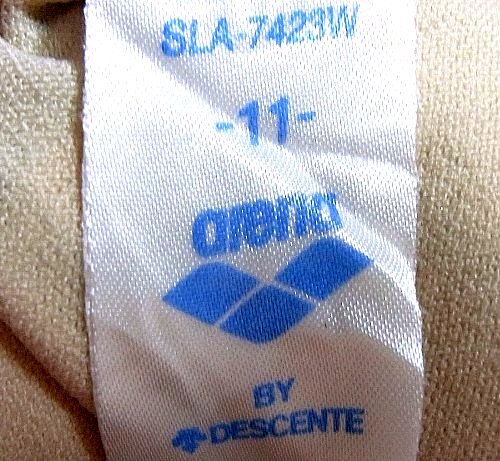 SLA-7423W
-11-
arena
BY
DESCENTE